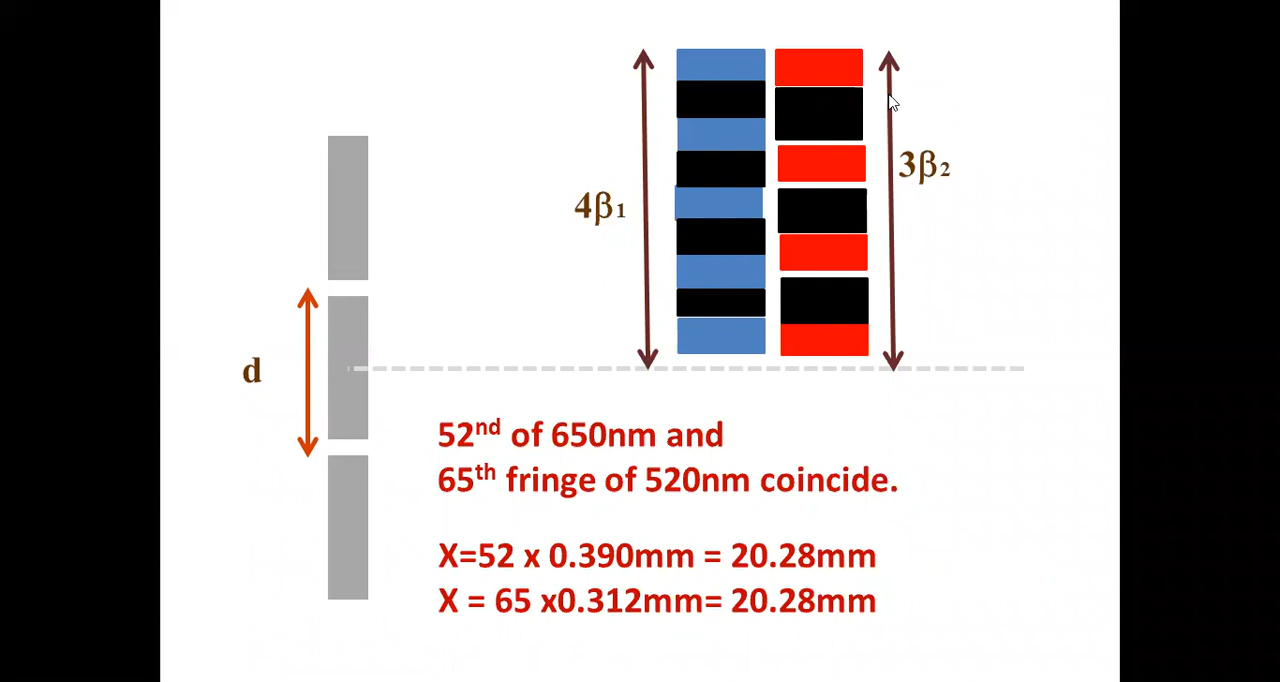 4β₁
3β₂
d
52ⁿᵈ of 650nm and
65ᵗʰ fringe of 520nm coincide.
X=52 x 0.390mm = 20.28mm
X = 65 x0.312mm= 20.28mm